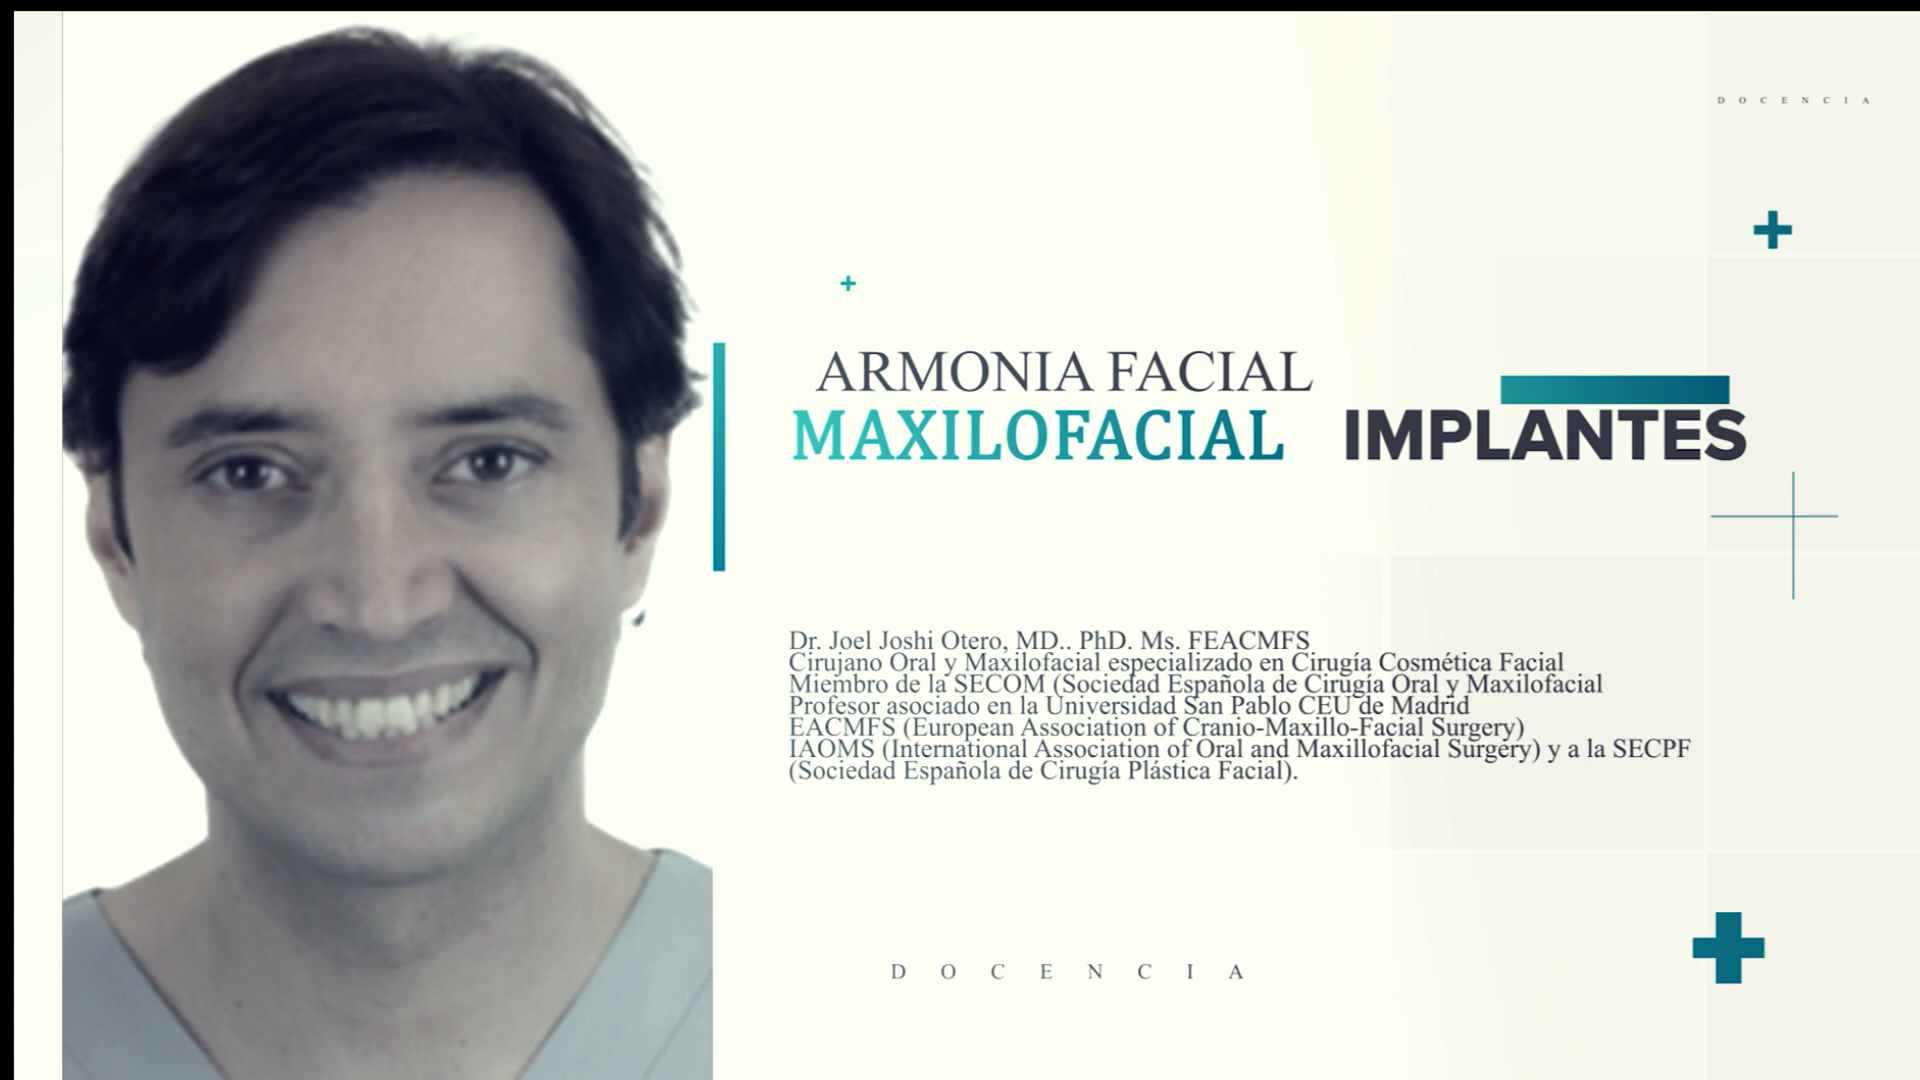 DOCENCIA
ARMONIA FACIAL
MAXILOFACIAL IMPLANTES
Dr. Joel Joshi Otero, MD.. PhD. Ms. FEACMFS
Cirujano Oral y Maxilofacial especializado en Cirugía Cosmética Facial
Miembro de la SECOM (Sociedad Española de Cirugía Oral y Maxilofacial
Profesor asociado en la Universidad San Pablo CEU de Madrid
EACMFS (European Association of Cranio-Maxillo-Facial Surgery)
IAOMS (International Association of Oral and Maxillofacial Surgery) y a la SECPF
(Sociedad Española de Cirugía Plástica Facial).
DOCENCIA